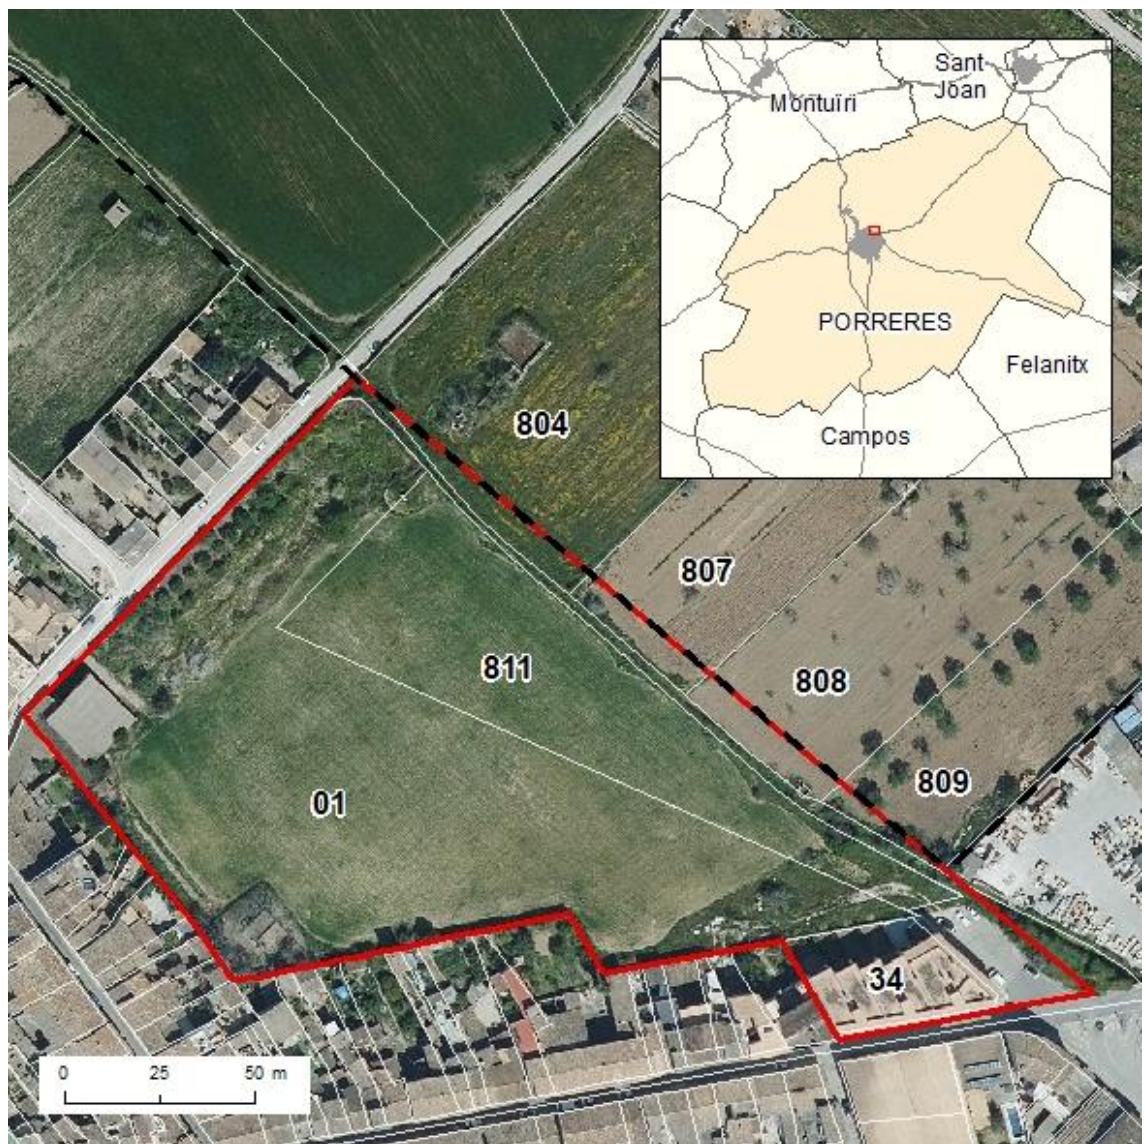 Sant
Joan
Montuïri
PORRERES
Felanitx
Campos
804
807
811
808
809
01
34
0 25 50 m